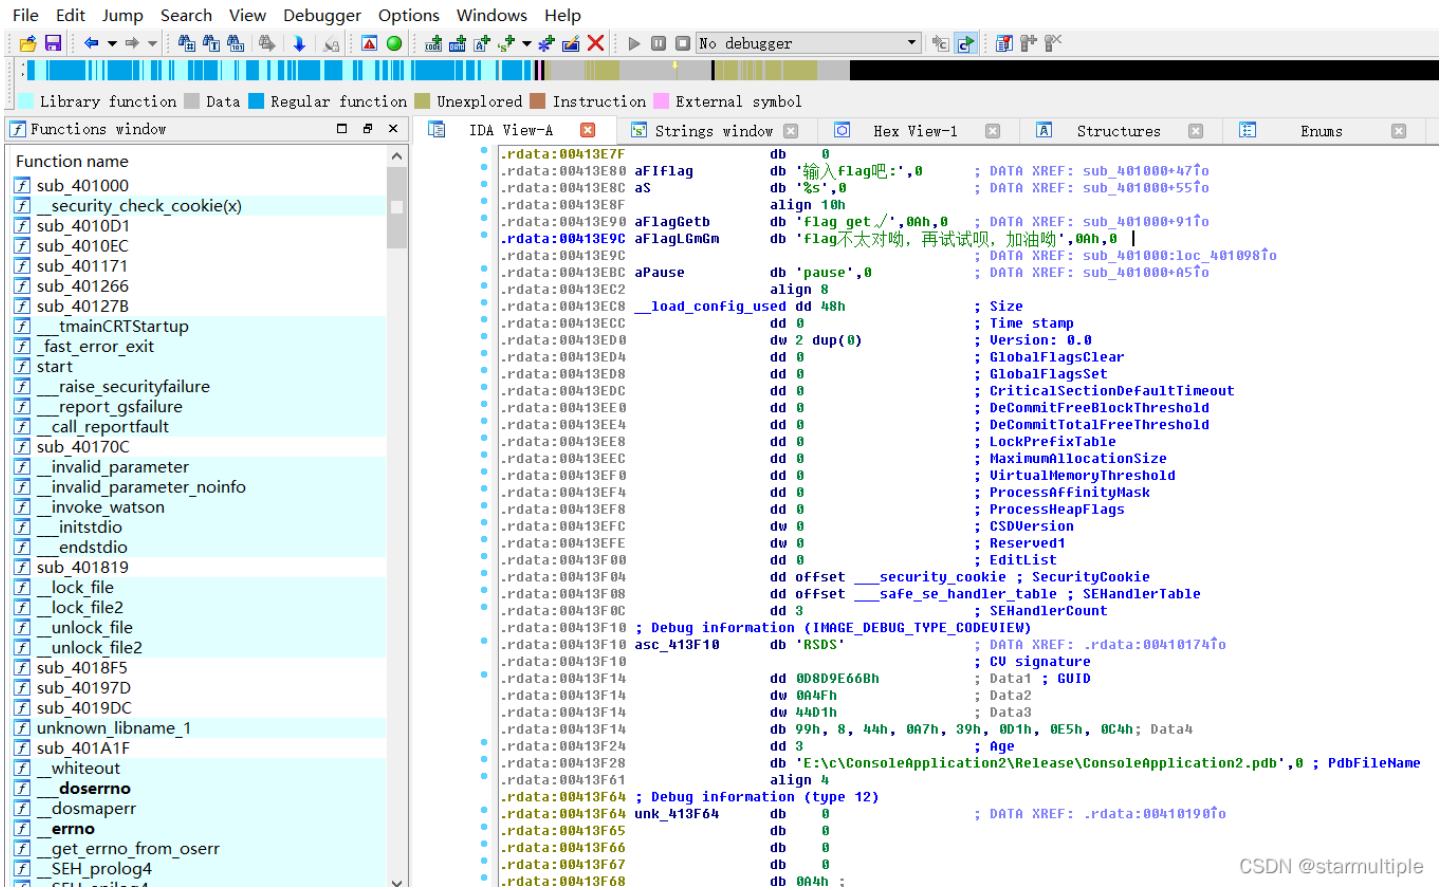 File Edit Jump Search View Debugger Options Windows Help
No debugger
Library function Data Regular function Unexplored Instruction External symbol
Functions window
IDA View-A Strings window Hex View-1 Structures Enums
Function name
sub_401000
__security_check_cookie(x)
sub_4010D1
sub_4010EC
sub_401171
sub_401266
sub_40127B
___tmainCRTStartup
_fast_error_exit
start
___raise_securityfailure
___report_gsfailure
__call_reportfault
sub_40170C
__invalid_parameter
__invalid_parameter_noinfo
__invoke_watson
___initstdio
___endstdio
sub_401819
__lock_file
__lock_file2
__unlock_file
__unlock_file2
sub_4018F5
sub_40197D
sub_4019DC
unknown_libname_1
sub_401A1F
__whiteout
___doserrno
__dosmaperr
__errno
__get_errno_from_oserr
__SEH_prolog4
__SEH_epilog4
.rdata:00413E7F db 0
.rdata:00413E80 aFIflag db '输入flag吧:',0 ; DATA XREF: sub_401000+47↑o
.rdata:00413E8C aS db '%s',0 ; DATA XREF: sub_401000+55↑o
.rdata:00413E8F align 10h
.rdata:00413E90 aFlagGetb db 'flag get√',0Ah,0 ; DATA XREF: sub_401000+91↑o
.rdata:00413E9C aFlagLGmGm db 'flag不太对呦，再试试呗，加油呦',0Ah,0
.rdata:00413E9C ; DATA XREF: sub_401000:loc_401098↑o
.rdata:00413EBC aPause db 'pause',0 ; DATA XREF: sub_401000+A5↑o
.rdata:00413EC2 align 8
.rdata:00413EC8 __load_config_used dd 48h ; Size
.rdata:00413ECC dd 0 ; Time stamp
.rdata:00413ED0 dw 2 dup(0) ; Version: 0.0
.rdata:00413ED4 dd 0 ; GlobalFlagsClear
.rdata:00413ED8 dd 0 ; GlobalFlagsSet
.rdata:00413EDC dd 0 ; CriticalSectionDefaultTimeout
.rdata:00413EE0 dd 0 ; DeCommitFreeBlockThreshold
.rdata:00413EE4 dd 0 ; DeCommitTotalFreeThreshold
.rdata:00413EE8 dd 0 ; LockPrefixTable
.rdata:00413EEC dd 0 ; MaximumAllocationSize
.rdata:00413EF0 dd 0 ; VirtualMemoryThreshold
.rdata:00413EF4 dd 0 ; ProcessAffinityMask
.rdata:00413EF8 dd 0 ; ProcessHeapFlags
.rdata:00413EFC dw 0 ; CSDVersion
.rdata:00413EFE dw 0 ; Reserved1
.rdata:00413F00 dd 0 ; EditList
.rdata:00413F04 dd offset ___security_cookie ; SecurityCookie
.rdata:00413F08 dd offset ___safe_se_handler_table ; SEHandlerTable
.rdata:00413F0C dd 3 ; SEHandlerCount
.rdata:00413F10 ; Debug information (IMAGE_DEBUG_TYPE_CODEVIEW)
.rdata:00413F10 asc_413F10 db 'RSDS' ; DATA XREF: .rdata:00410174↑o
.rdata:00413F10 ; CV signature
.rdata:00413F14 dd 0D8D9E66Bh ; Data1 ; GUID
.rdata:00413F14 dw 0A4Fh ; Data2
.rdata:00413F14 dw 44D1h ; Data3
.rdata:00413F14 db 99h, 8, 44h, 0A7h, 39h, 0D1h, 0E5h, 0C4h; Data4
.rdata:00413F24 dd 3 ; Age
.rdata:00413F28 db 'E:\c\ConsoleApplication2\Release\ConsoleApplication2.pdb',0 ; PdbFileName
.rdata:00413F61 align 4
.rdata:00413F64 ; Debug information (type 12)
.rdata:00413F64 unk_413F64 db 0 ; DATA XREF: .rdata:00410190↑o
.rdata:00413F65 db 0
.rdata:00413F66 db 0
.rdata:00413F67 db 0
.rdata:00413F68 db 0A4h ;
CSDN @starmultiple